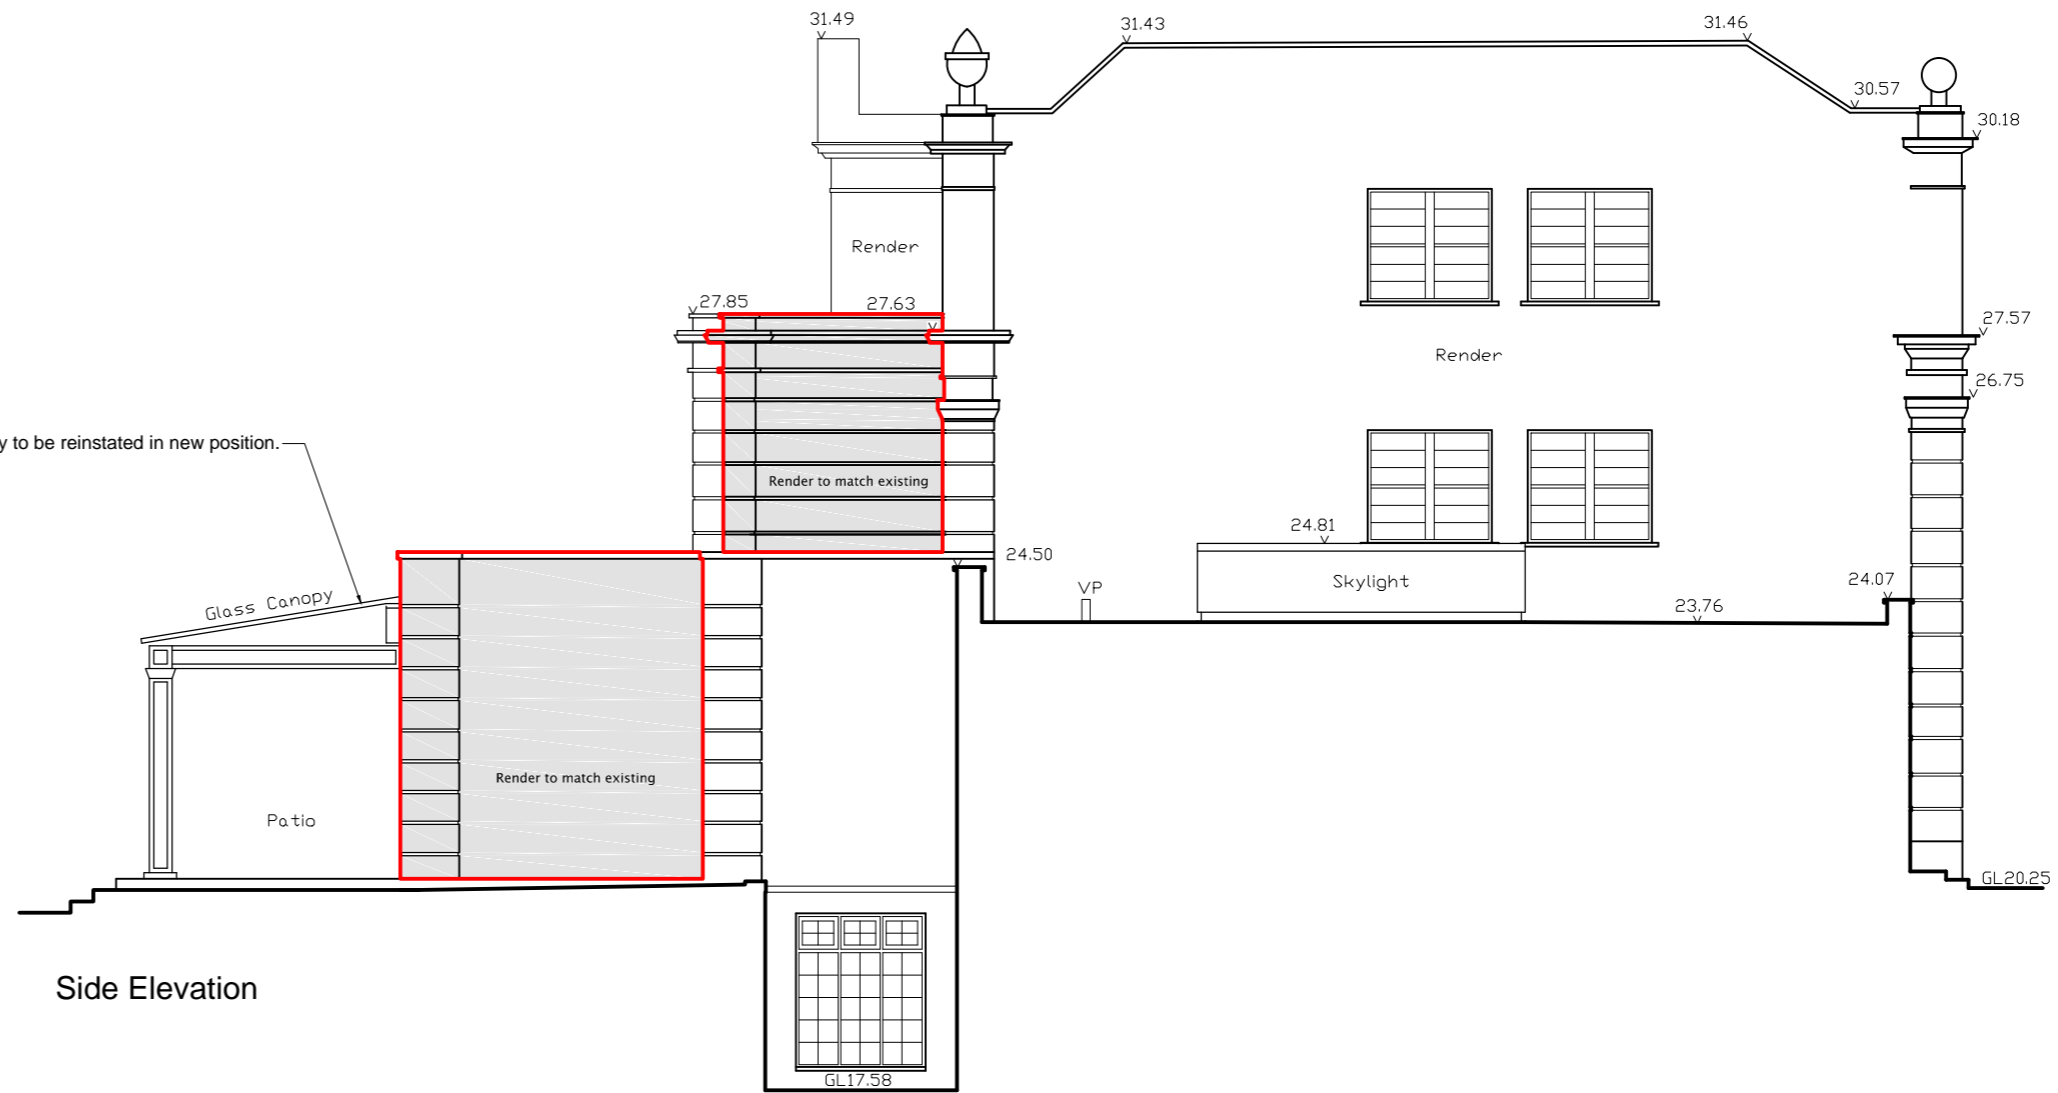 31.49
31.43
31.46
30.57
30.18
Render
27.85
27.63
27.57
Render
26.75
y to be reinstated in new position.
Render to match existing
24.81
24.50
Skylight
VP
24.07
Glass Canopy
23.76
Render to match existing
Patio
GL20.25
Side Elevation
GL17.58